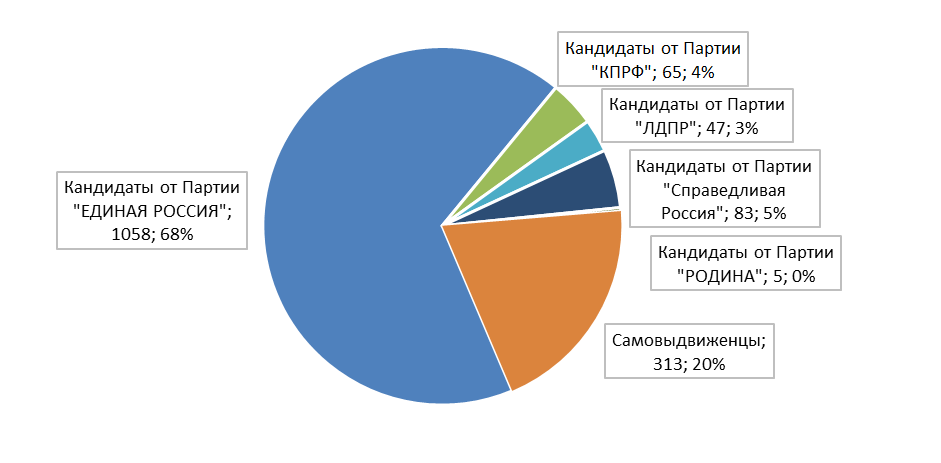 Кандидаты от Партии
"КПРФ"; 65; 4%
Кандидаты от Партии
"ЛДПР"; 47; 3%
Кандидаты от Партии
"Справедливая
Россия"; 83; 5%
Кандидаты от Партии
"ЕДИНАЯ РОССИЯ";
1058; 68%
Кандидаты от Партии
"РОДИНА"; 5; 0%
Самовыдвиженцы;
313; 20%